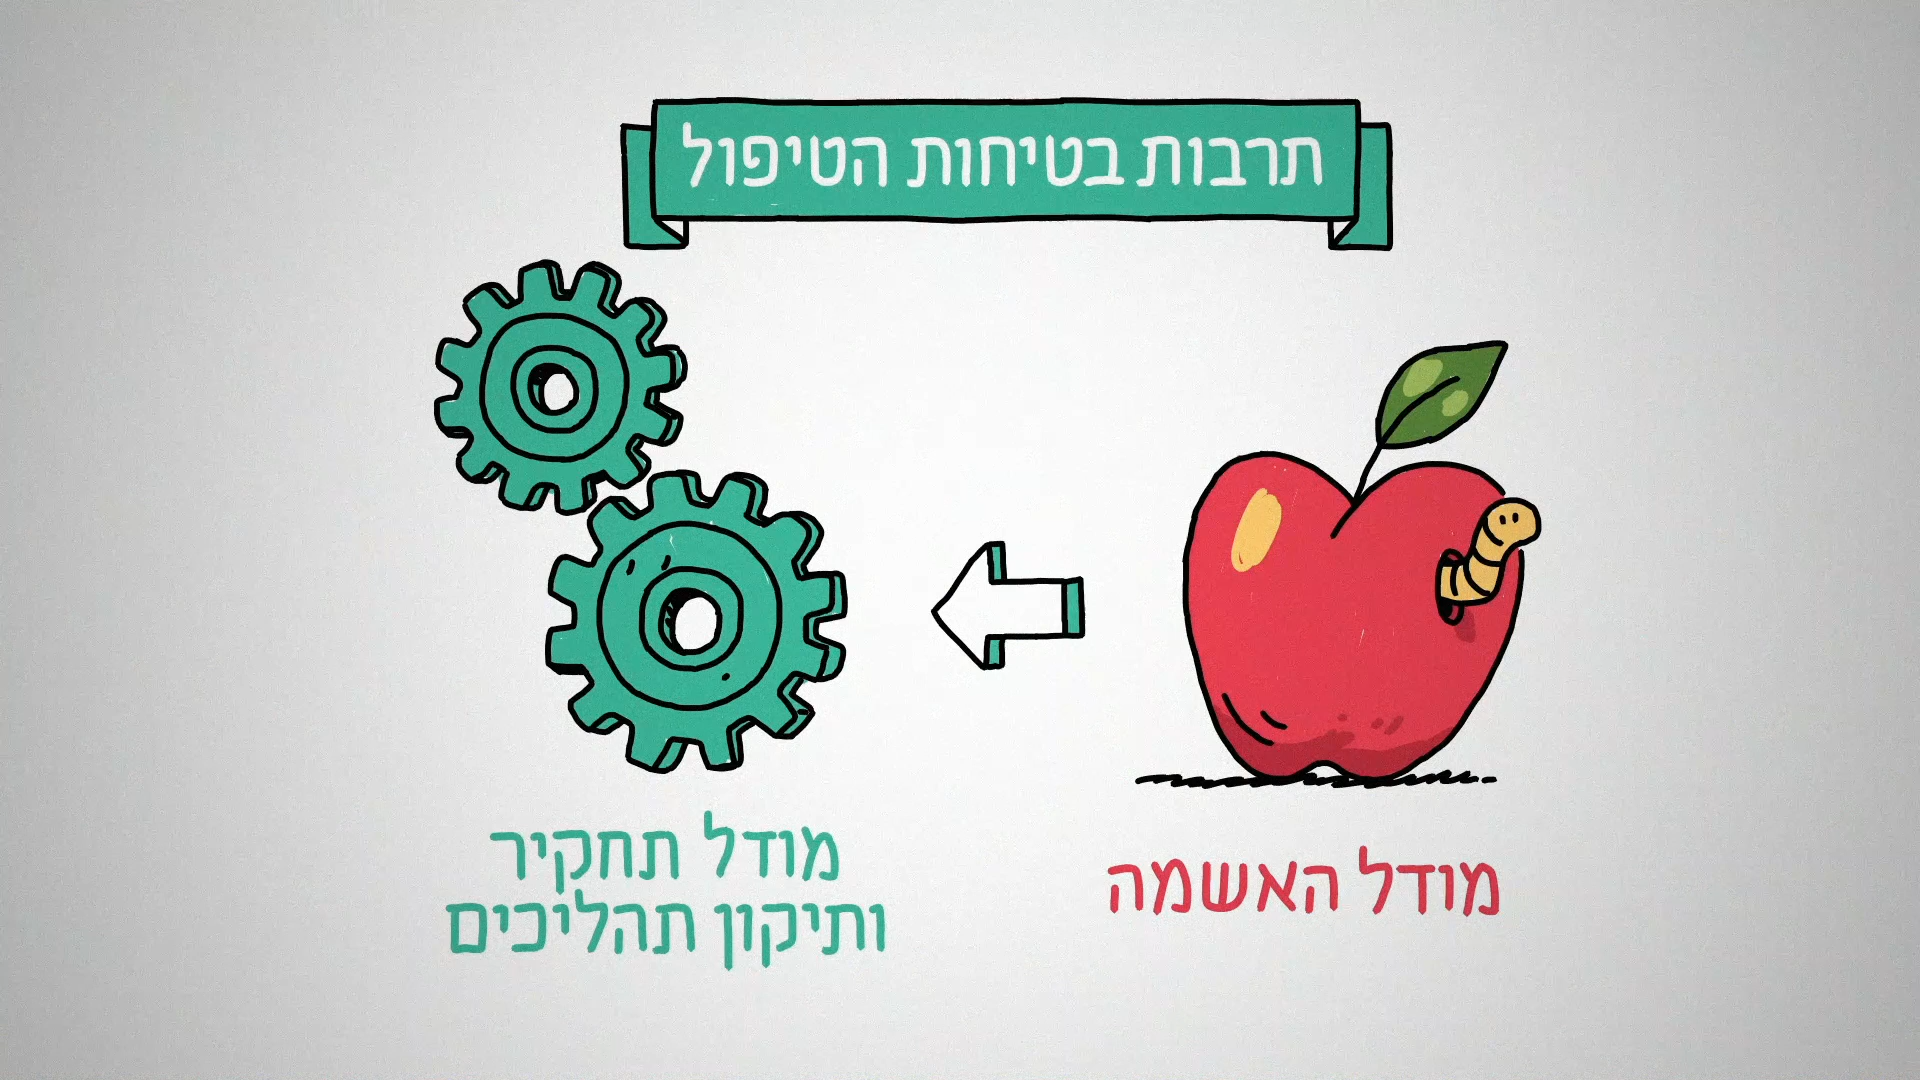 תרבות בטיחות הטיפול
מודל האשמה
מודל תחקיר
ותיקון תהליכים